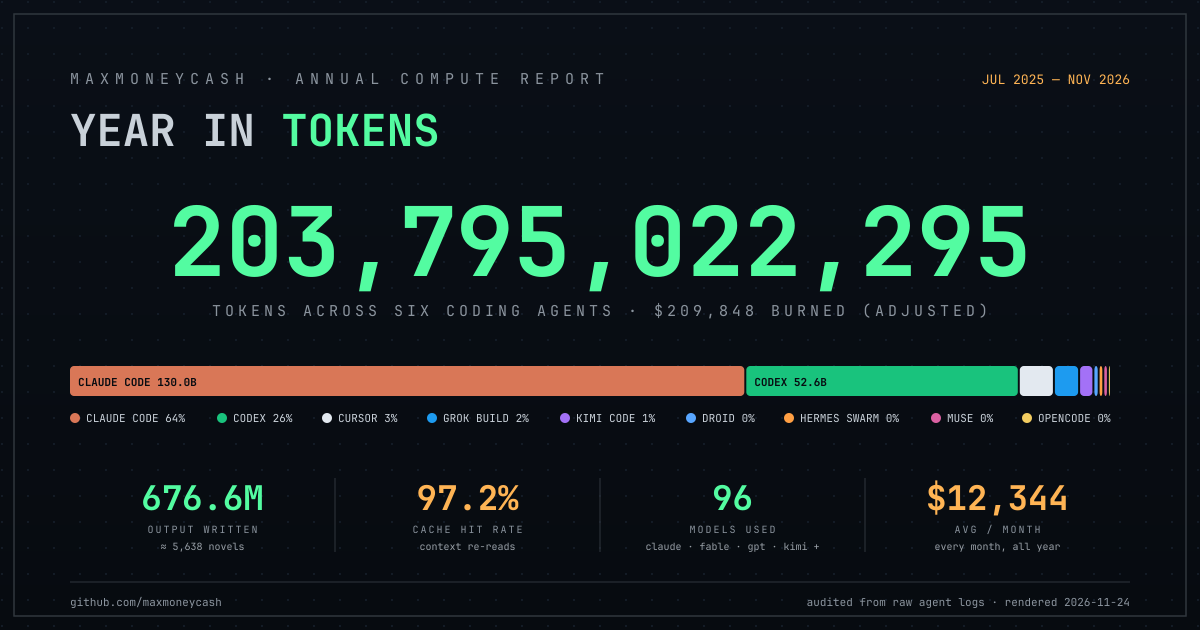 MAXMONEYCASH · ANNUAL COMPUTE REPORT
JUL 2025 — NOV 2026
YEAR IN TOKENS
203,795,022,295
TOKENS ACROSS SIX CODING AGENTS · $209,848 BURNED (ADJUSTED)
CLAUDE CODE 130.0B CODEX 52.6B
CLAUDE CODE 64% CODEX 26% CURSOR 3% GROK BUILD 2% KIMI CODE 1% DROID 0% HERMES SWARM 0% MUSE 0% OPENCODE 0%
676.6M 97.2% 96 $12,344
OUTPUT WRITTEN CACHE HIT RATE MODELS USED AVG / MONTH
≈ 5,638 novels context re-reads claude · fable · gpt · kimi + every month, all year
github.com/maxmoneycash audited from raw agent logs · rendered 2026-11-24